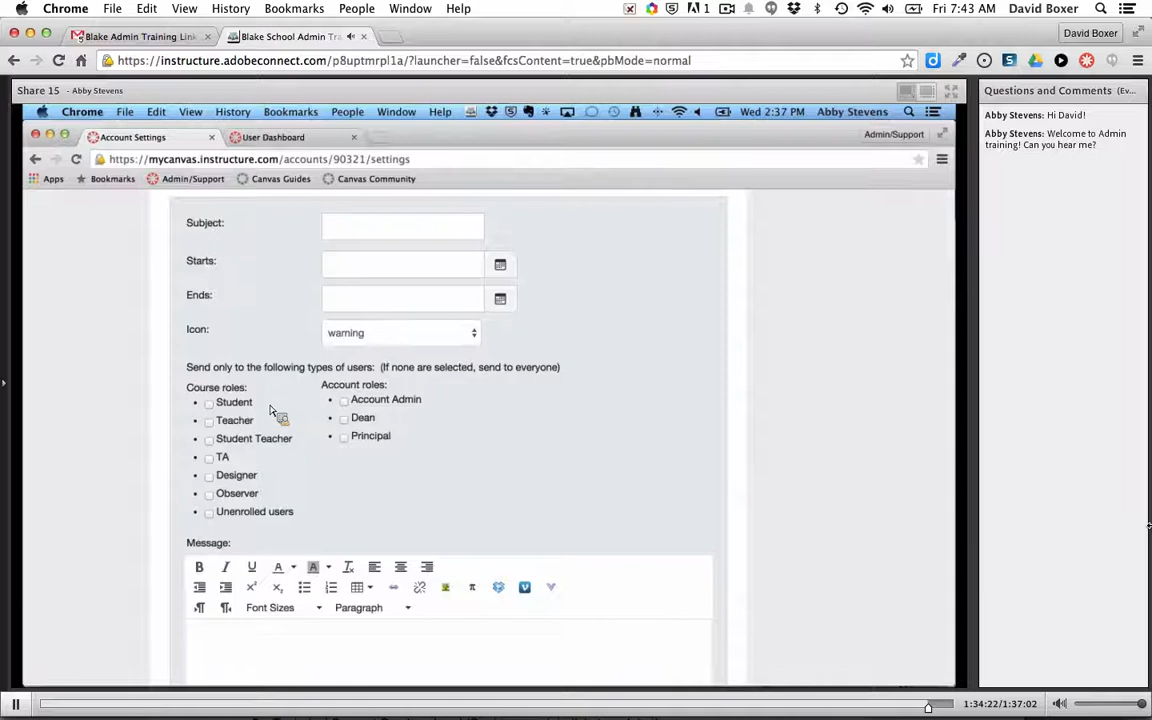 Chrome File Edit View History Bookmarks People Window Help 1 Fri 7:43 AM David Boxer
Blake Admin Training Link
Blake School Admin Tra
David Boxer
https://instructure.adobeconnect.com/p8uptmrpl1a/?launcher=false&fcsContent=true&pbMode=normal
Share 15 - Abby Stevens
Questions and Comments (Ev...
Chrome File Edit View History Bookmarks People Window Help Wed 2:37 PM Abby Stevens
Abby Stevens: Hi David!
Abby Stevens: Welcome to Admin
training! Can you hear me?
Account Settings
User Dashboard
Admin/Support
https://mycanvas.instructure.com/accounts/90321/settings
Apps Bookmarks Admin/Support Canvas Guides Canvas Community
Subject:
Starts:
Ends:
Icon: warning
Send only to the following types of users: (If none are selected, send to everyone)
Course roles:
Student
Teacher
Student Teacher
TA
Designer
Observer
Unenrolled users
Account roles:
Account Admin
Dean
Principal
Message:
B I U A A
Font Sizes Paragraph
1:34:22/1:37:02